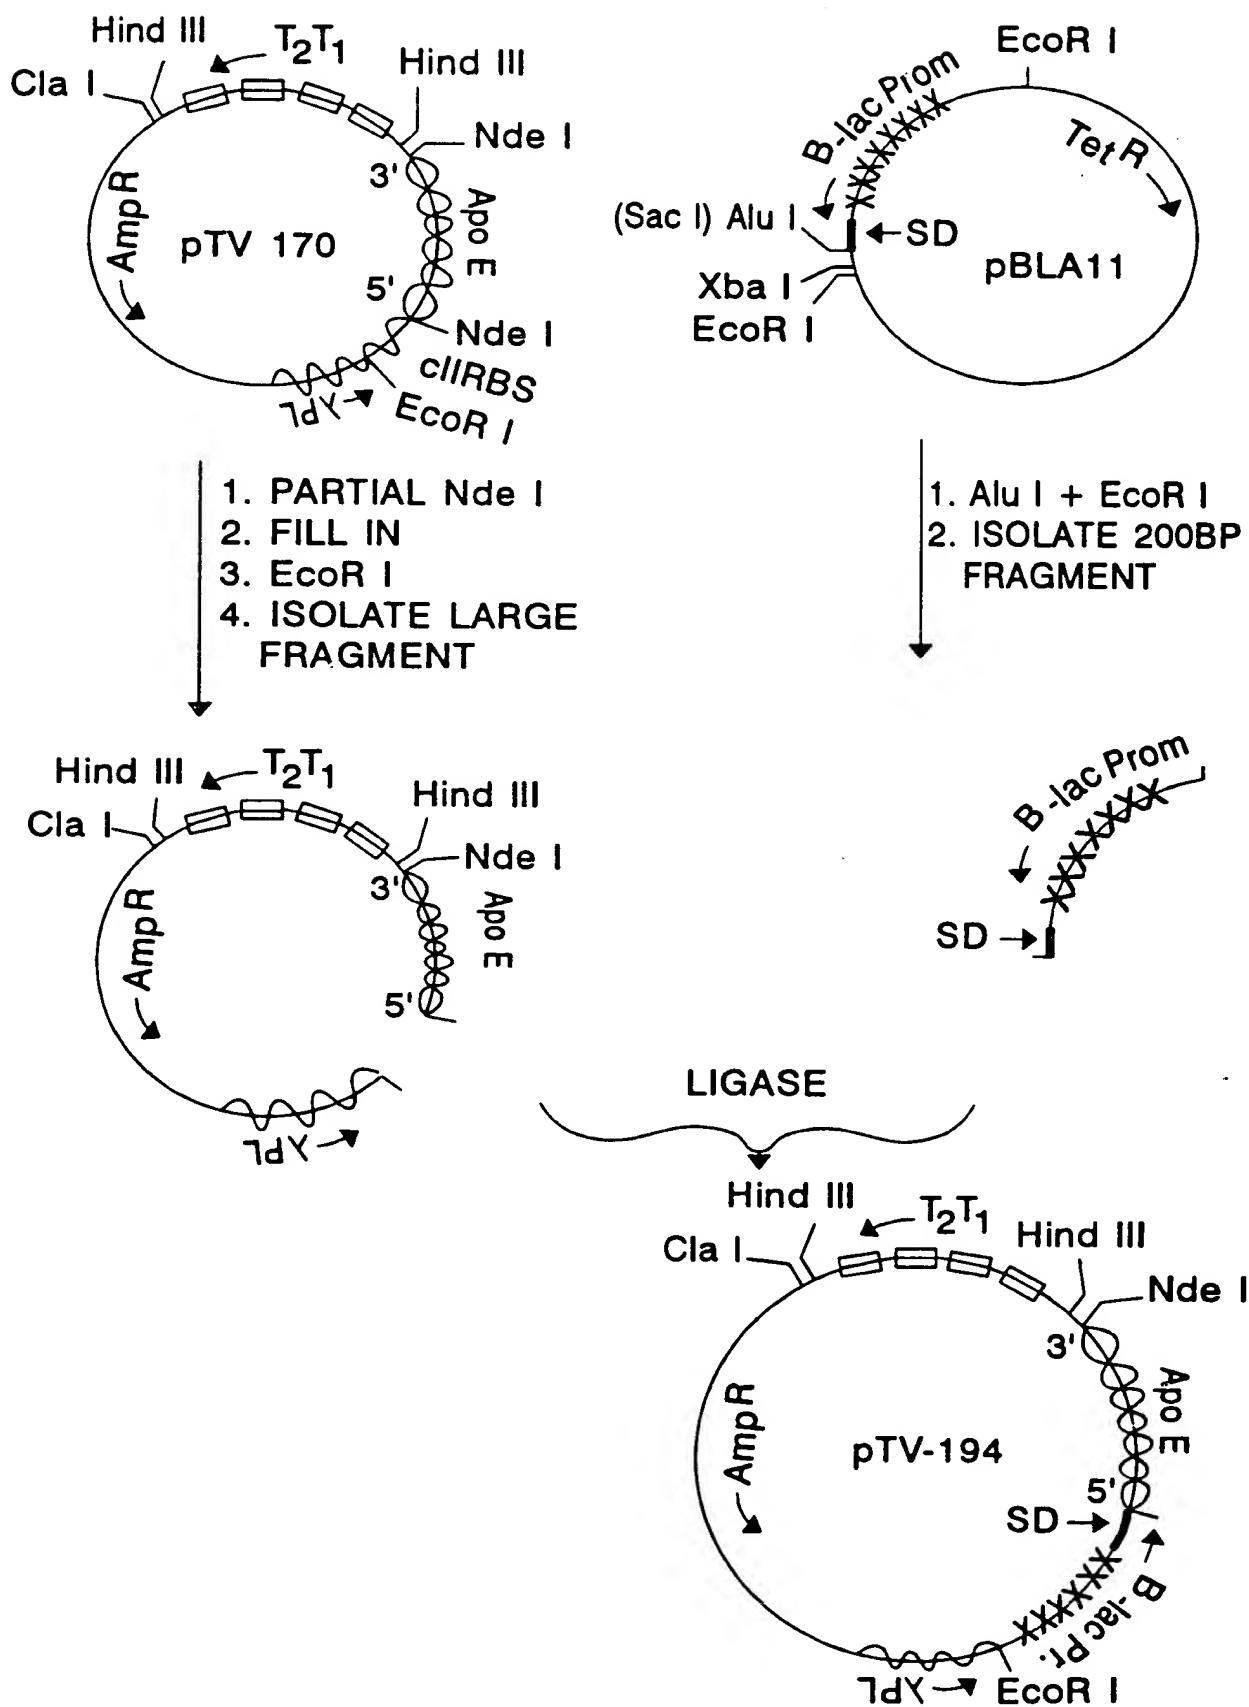 Hind III
T2T1
Hind III
Cla I
Nde I
3'
AmpR
pTV 170
Apo E
5'
Nde I
cIIRBS
λPL
EcoR I
EcoR I
B-lac Prom
TetR
(Sac I) Alu I
SD
pBLA11
Xba I
EcoR I
1. PARTIAL Nde I
2. FILL IN
3. EcoR I
4. ISOLATE LARGE
FRAGMENT
1. Alu I + EcoR I
2. ISOLATE 200BP
FRAGMENT
Hind III
T2T1
Hind III
Cla I
Nde I
3'
AmpR
Apo E
5'
λPL
B-lac Prom
SD
LIGASE
Hind III
T2T1
Hind III
Cla I
Nde I
3'
AmpR
Apo E
pTV-194
5'
SD
B-lac Pr.
λPL
EcoR I